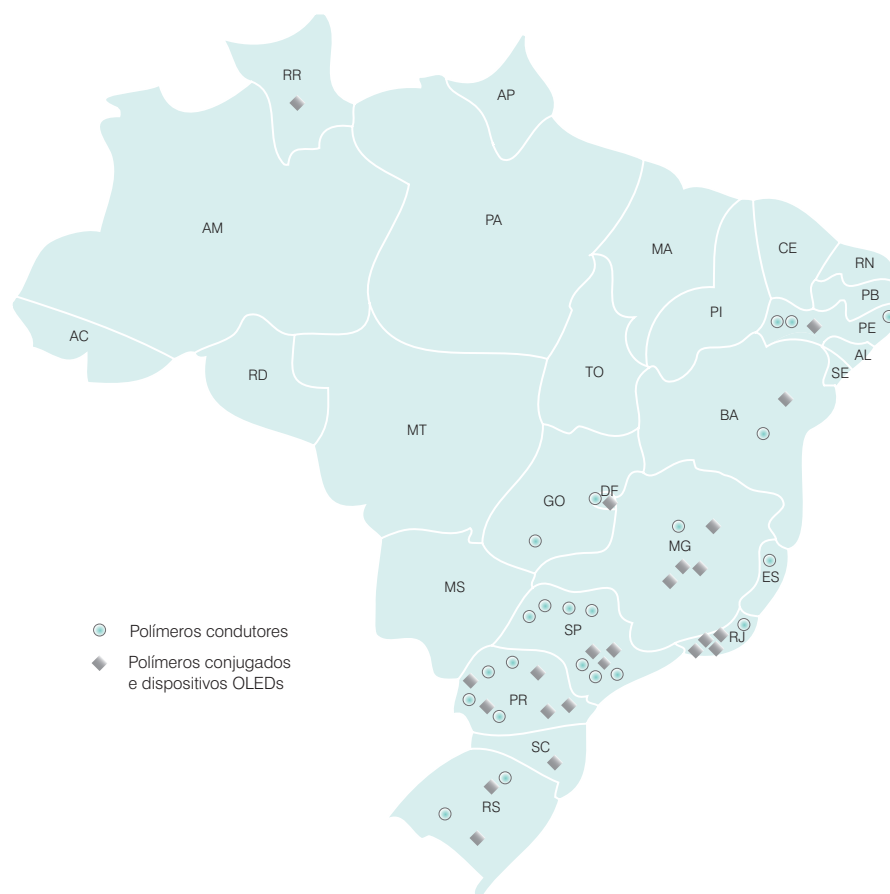 RR
AP
AM
PA
MA
CE
RN
PB
PI
PE
AC
AL
RD
TO
SE
MT
BA
GO
DF
MG
MS
ES
SP
RJ
PR
SC
RS
Polímeros condutores
Polímeros conjugados
e dispositivos OLEDs